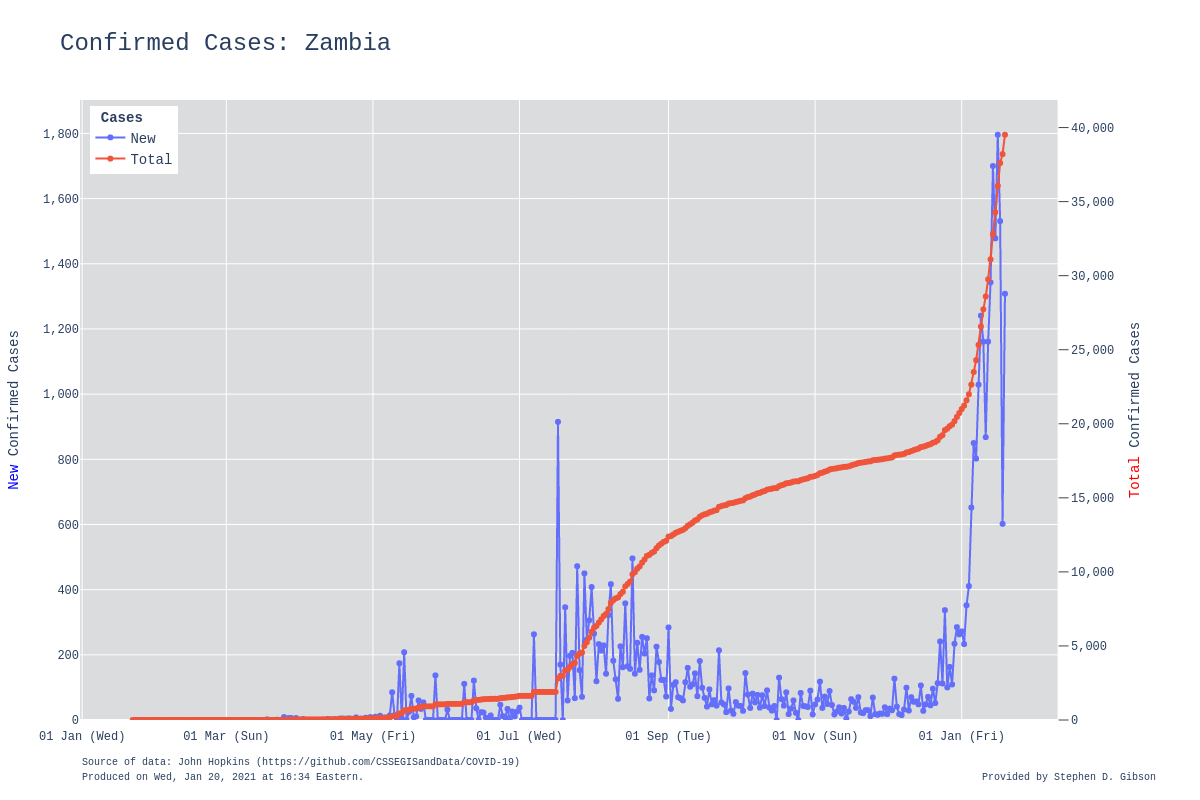 Confirmed Cases: Zambia
Cases
New
Total
1,800
1,600
1,400
1,200
1,000
800
600
400
200
0
New Confirmed Cases
40,000
35,000
30,000
25,000
20,000
15,000
10,000
5,000
0
Total Confirmed Cases
01 Jan (Wed) 01 Mar (Sun) 01 May (Fri) 01 Jul (Wed) 01 Sep (Tue) 01 Nov (Sun) 01 Jan (Fri)
Source of data: John Hopkins (https://github.com/CSSEGISandData/COVID-19)
Produced on Wed, Jan 20, 2021 at 16:34 Eastern.
Provided by Stephen D. Gibson